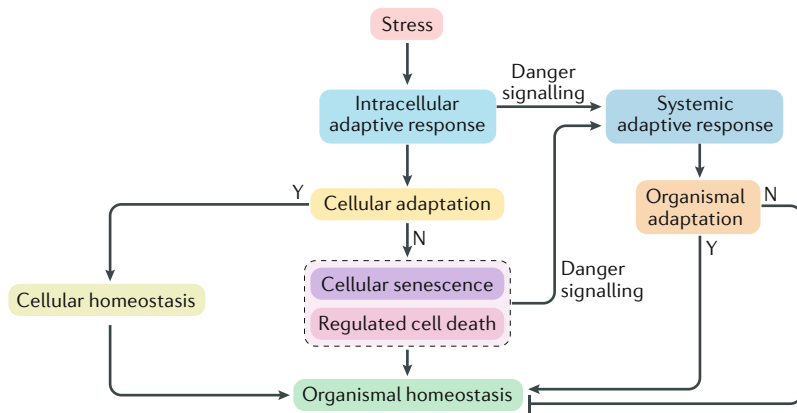 Stress
Danger
signalling
Intracellular
adaptive response
Systemic
adaptive response
Y
Cellular adaptation
Organismal
adaptation
N
N
Y
Cellular senescence
Danger
signalling
Cellular homeostasis
Regulated cell death
Organismal homeostasis